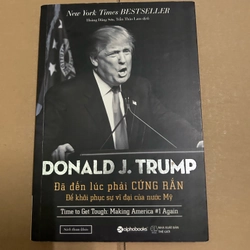 New York Times BESTSELLER
DONALD J. TRUMP
Đã đến lúc phải CỨNG RẮN
Để khôi phục sự vĩ đại của nước Mỹ
Time to Get Tough: Making America #1 Again
alphabooks